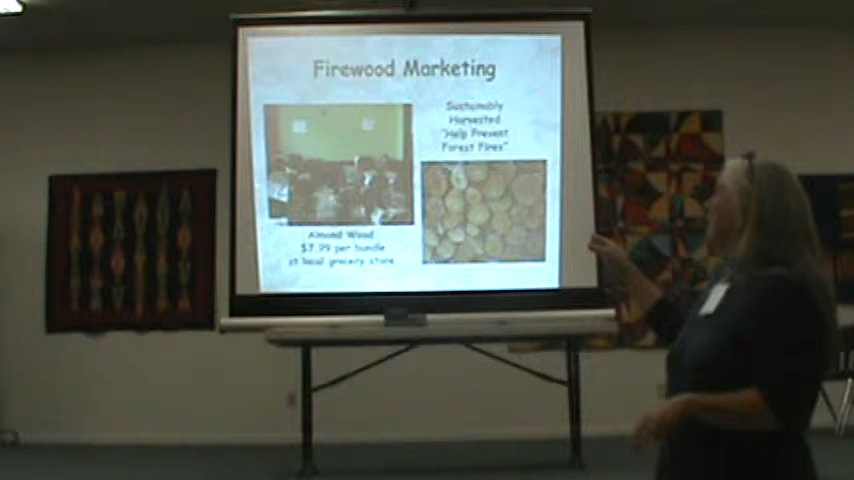 Firewood Marketing
Sustainably
Harvested
"Help Prevent
Forest Fires"
Almond Wood
$7.99 per bundle
at local grocery store